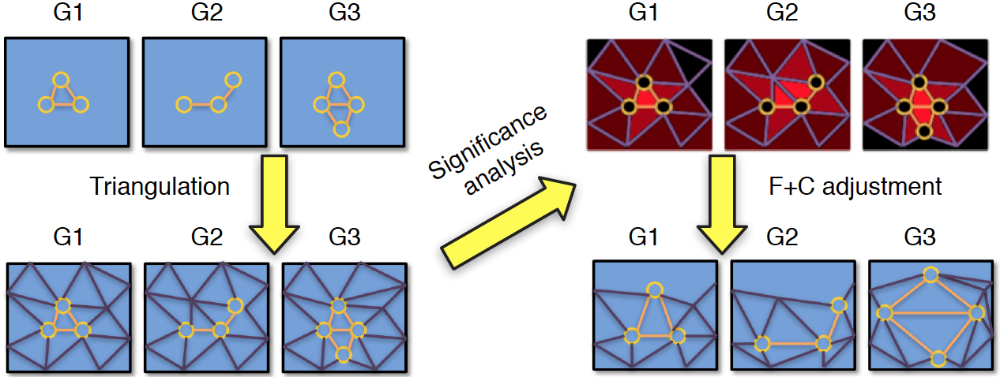 G1 G2 G3
G1 G2 G3
Significance
analysis
Triangulation
F+C adjustment
G1 G2 G3
G1 G2 G3